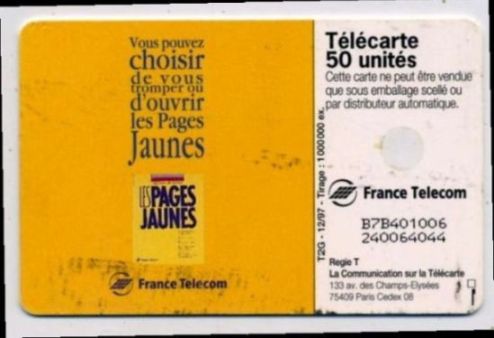 Vous pouvez
choisir
de vous
tromper ou
d'ouvrir
les Pages
Jaunes
LES PAGES
JAUNES
France Telecom
T2G - 12/97 - Tirage : 1 000 000 ex.
Télécarte
50 unités
Cette carte ne peut être vendue
que sous emballage scellé ou
par distributeur automatique.
France Telecom
B7B401006
240064044
Regie T
La Communication sur la Télécarte
133 av. des Champs-Elysées
75409 Paris Cedex 08